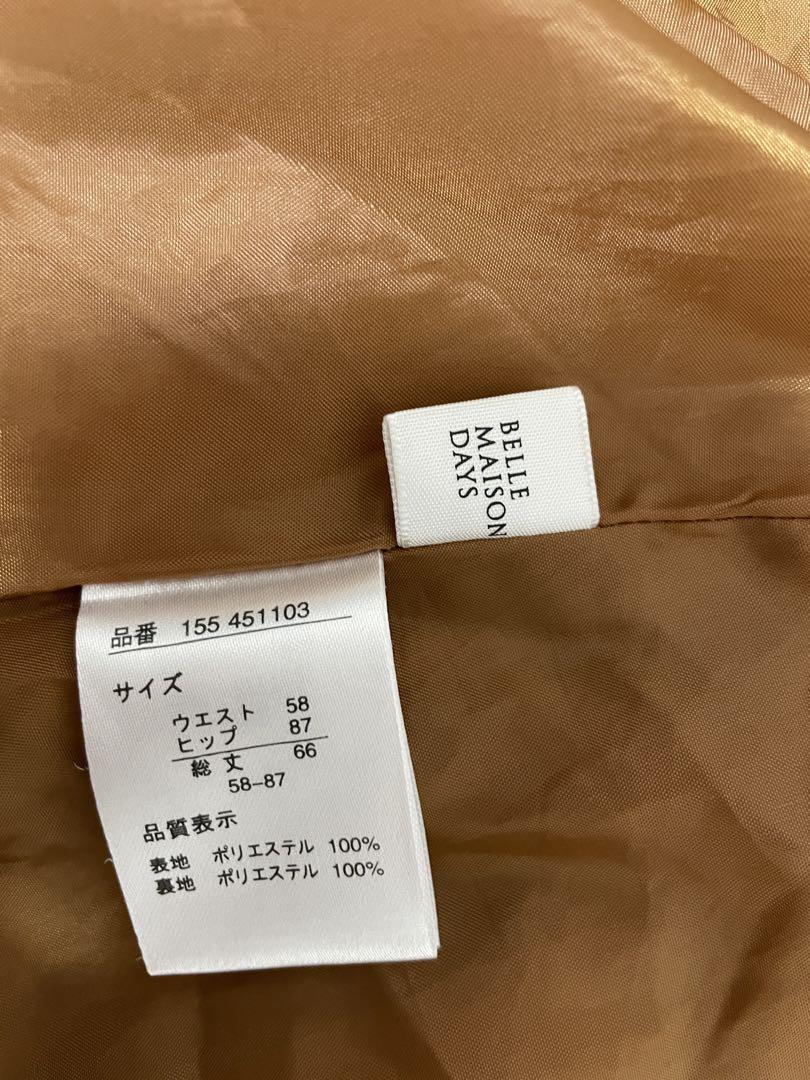 BELLE
MAISON
DAYS
品番 155 451103
サイズ
ウエスト 58
ヒップ 87
総丈 66
58-87
品質表示
表地 ポリエステル 100%
裏地 ポリエステル 100%